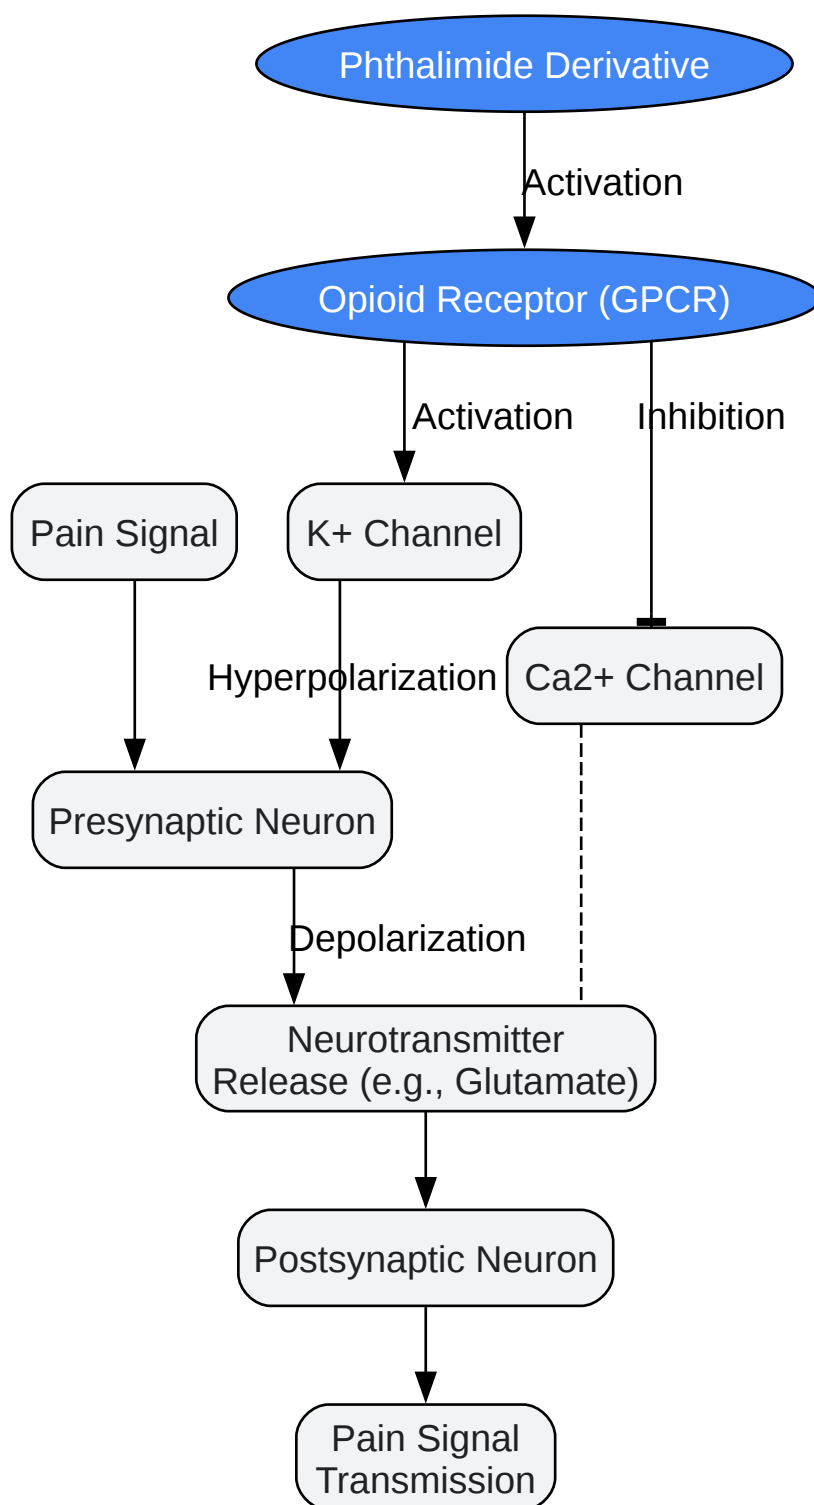 Phthalimide Derivative
Activation
Opioid Receptor (GPCR)
Activation
Inhibition
Pain Signal
K+ Channel
Hyperpolarization
Ca2+ Channel
Presynaptic Neuron
Depolarization
Neurotransmitter
Release (e.g., Glutamate)
Postsynaptic Neuron
Pain Signal
Transmission